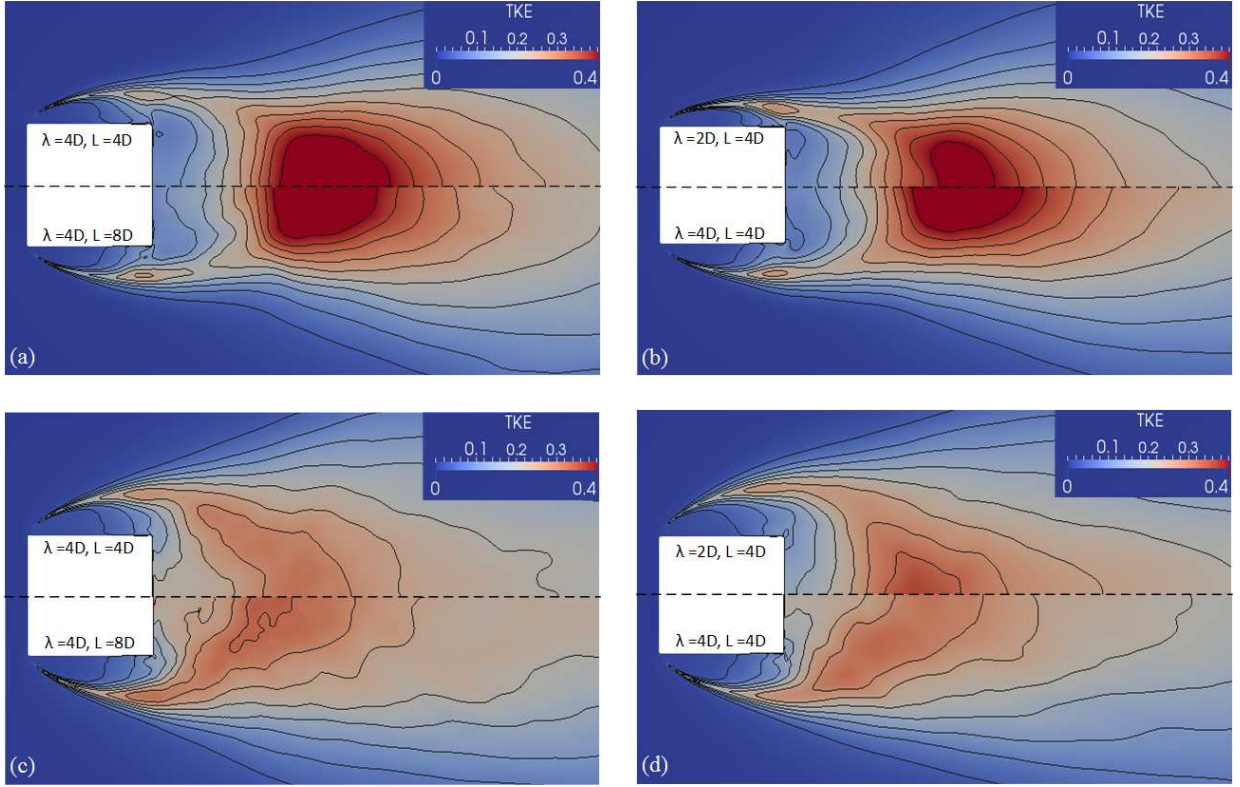 TKE
0.1 0.2 0.3
0 0.4
λ =4D, L =4D
λ =4D, L =8D
(a)
TKE
0.1 0.2 0.3
0 0.4
λ =2D, L =4D
λ =4D, L =4D
(b)
TKE
0.1 0.2 0.3
0 0.4
λ =4D, L =4D
λ =4D, L =8D
(c)
TKE
0.1 0.2 0.3
0 0.4
λ =2D, L =4D
λ =4D, L =4D
(d)